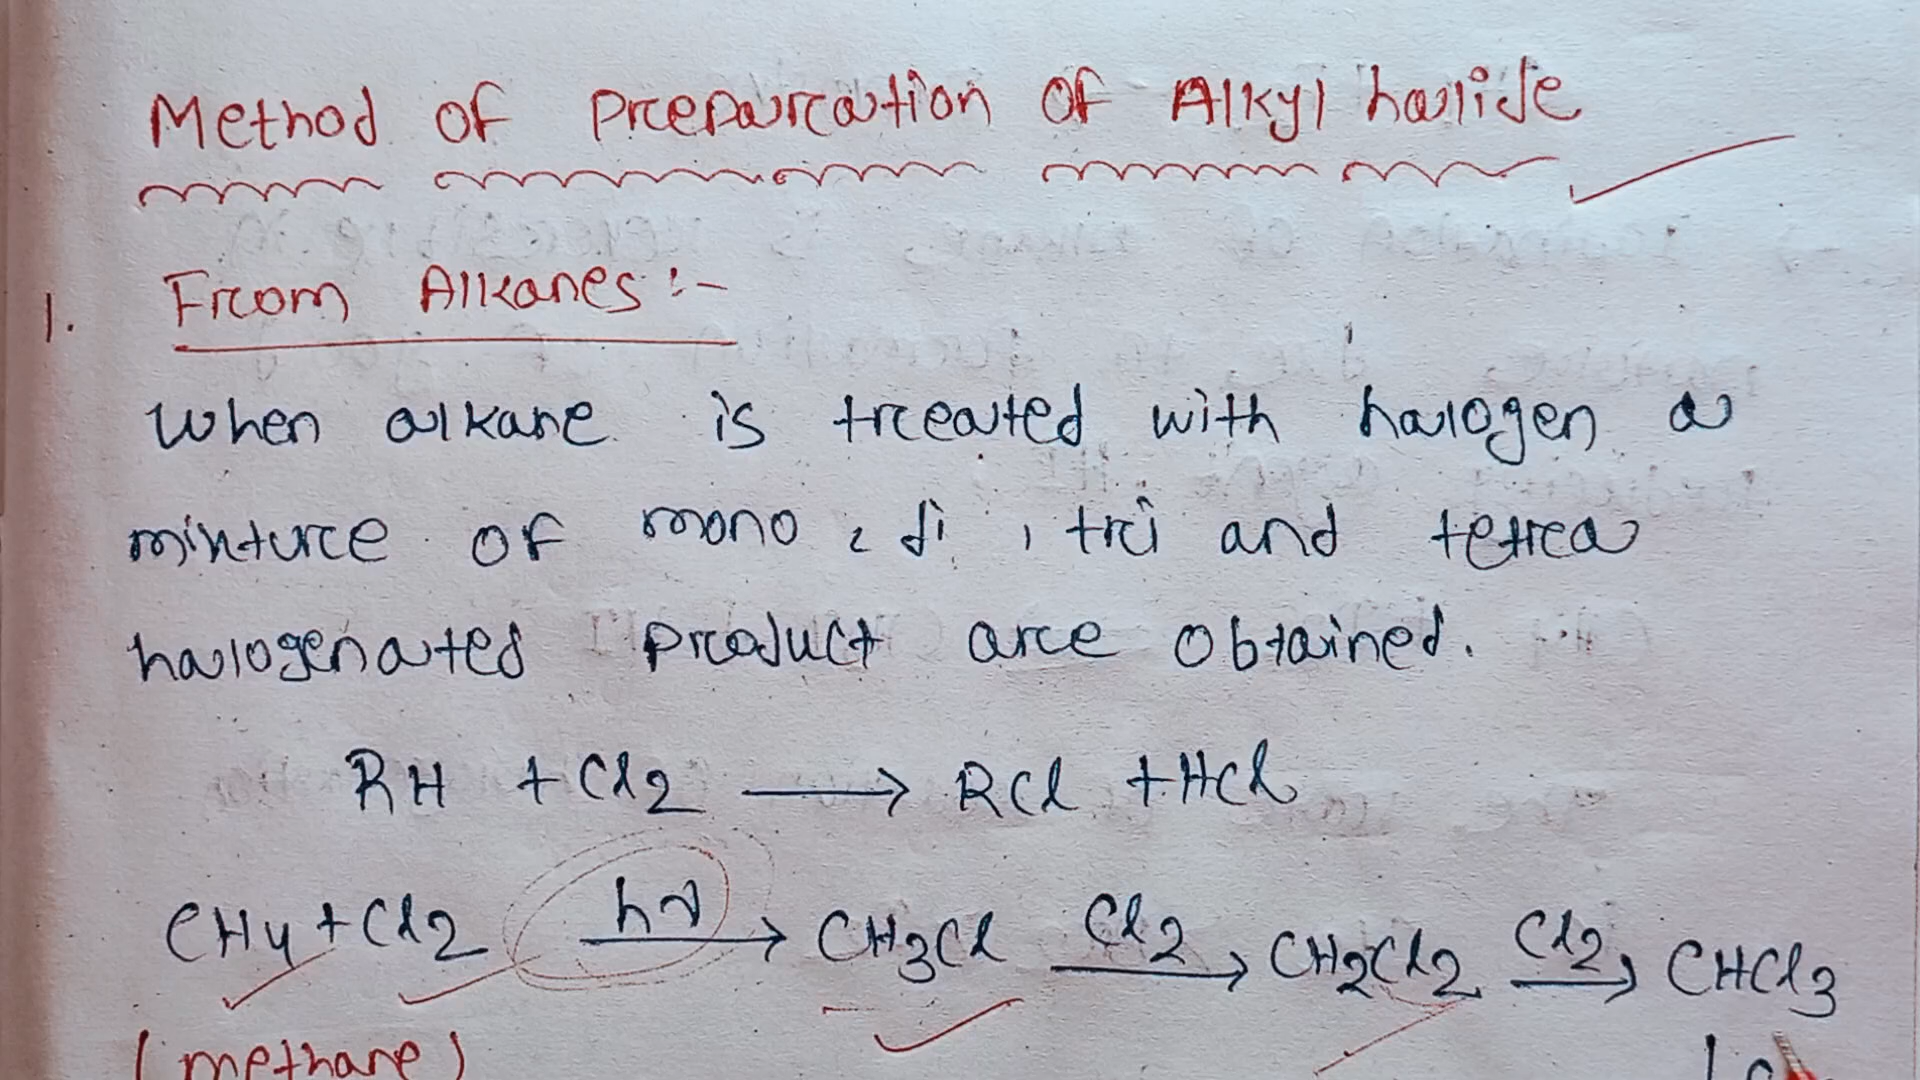 Method of Preparation of Alkyl halide
1. From Alkanes :-
When alkane is treated with halogen a
mixture of mono, di, tri and tetra
halogenated product are obtained.
RH + Cl2 ⟶ RCl + HCl
CH4 + Cl2 hν⟶ CH3Cl Cl2⟶ CH2Cl2 Cl2⟶ CHCl3
(methane)